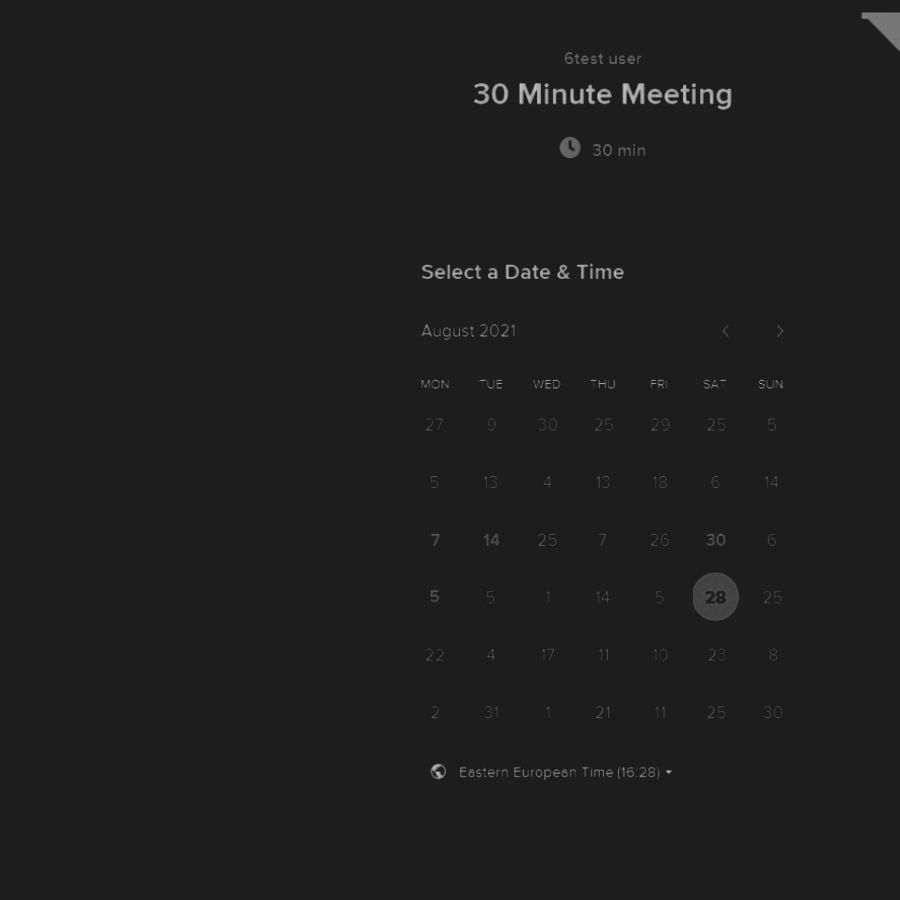 6test user
30 Minute Meeting
30 min
Select a Date & Time
August 2021
MON TUE WED THU FRI SAT SUN
27 9 30 25 29 25 5
5 13 4 13 18 6 14
7 14 25 7 26 30 6
5 5 1 14 5 28 25
22 4 17 11 10 23 8
2 31 1 21 11 25 30
Eastern European Time (16:28)